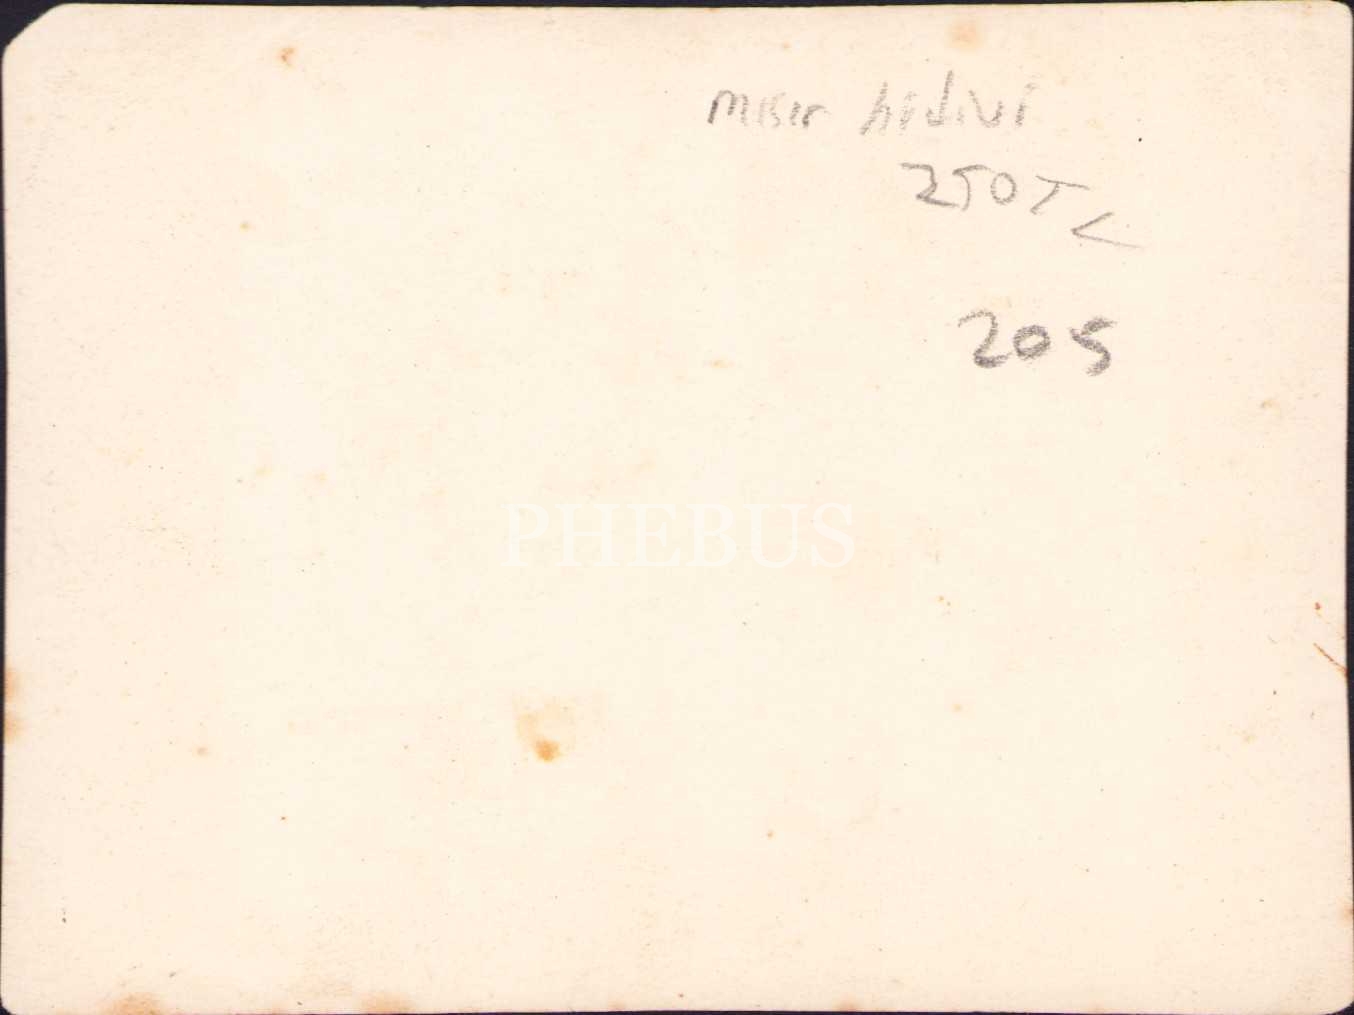 mısır hidivi
250 TL
205
PHEBUS